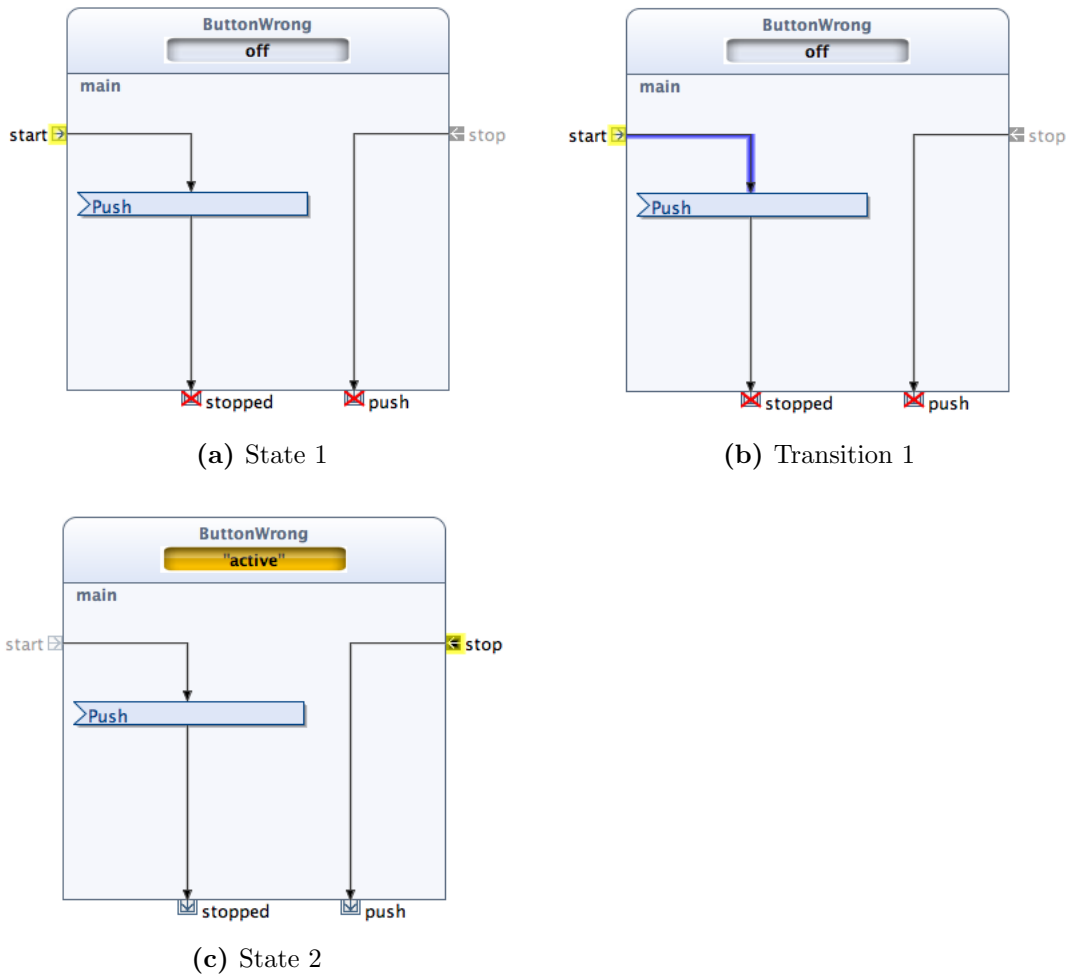 ButtonWrong
off
main
start
stop
Push
stopped
push
(a) State 1
ButtonWrong
off
main
start
stop
Push
stopped
push
(b) Transition 1
ButtonWrong
"active"
main
start
stop
Push
stopped
push
(c) State 2